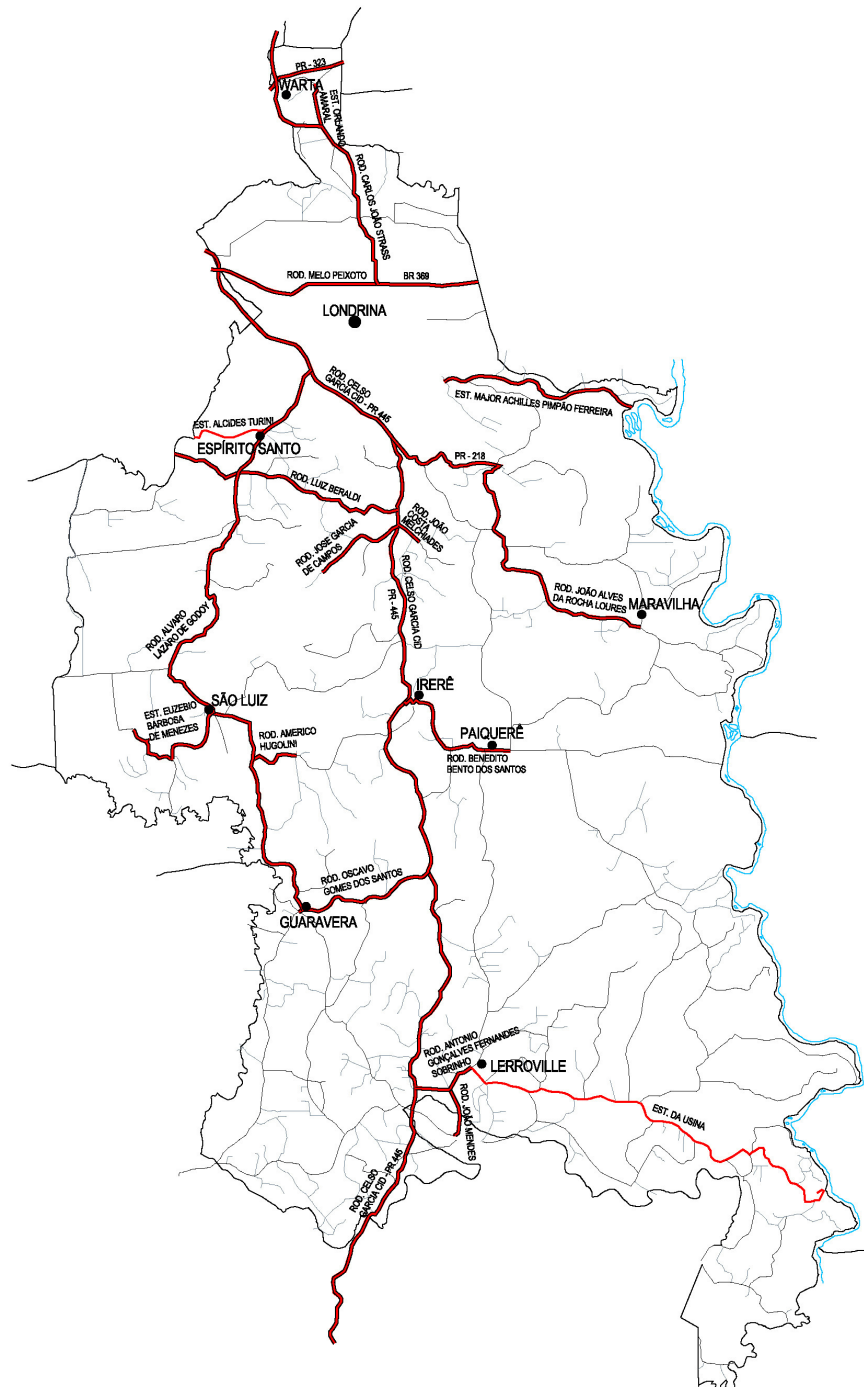 PR - 323
WARTA
EST. ORLANDO
AMARAL
ROD. CARLOS JOÃO STRASS
ROD. MELO PEIXOTO
BR 369
LONDRINA
ROD. CELSO
GARCIA CID - PR 445
EST. MAJOR ACHILLES PIMPÃO FERREIRA
EST. ALCIDES TURINI
ESPÍRITO SANTO
PR - 218
ROD. LUIZ BERALDI
ROD. JOÃO
COSTA
MELCHIADES
ROD. JOSE GARCIA
DE CAMPOS
ROD. CELSO GARCIA CID
PR -445
ROD. JOÃO ALVES
DA ROCHA LOURES
MARAVILHA
ROD. ALVARO
LAZARO DE GODOY
IRERÊ
SÃO LUIZ
EST. EUZEBIO
BARBOSA
DE MENEZES
ROD. AMERICO
HUGOLINI
PAIQUERÊ
ROD. BENEDITO
BENTO DOS SANTOS
ROD. OSCAVO
GOMES DOS SANTOS
GUARAVERA
ROD. ANTONIO
GONÇALVES FERNANDES
SOBRINHO
LERROVILLE
ROD. JOÃO MENDES
EST. DA USINA
ROD. CELSO
GARCIA CID -PR 445